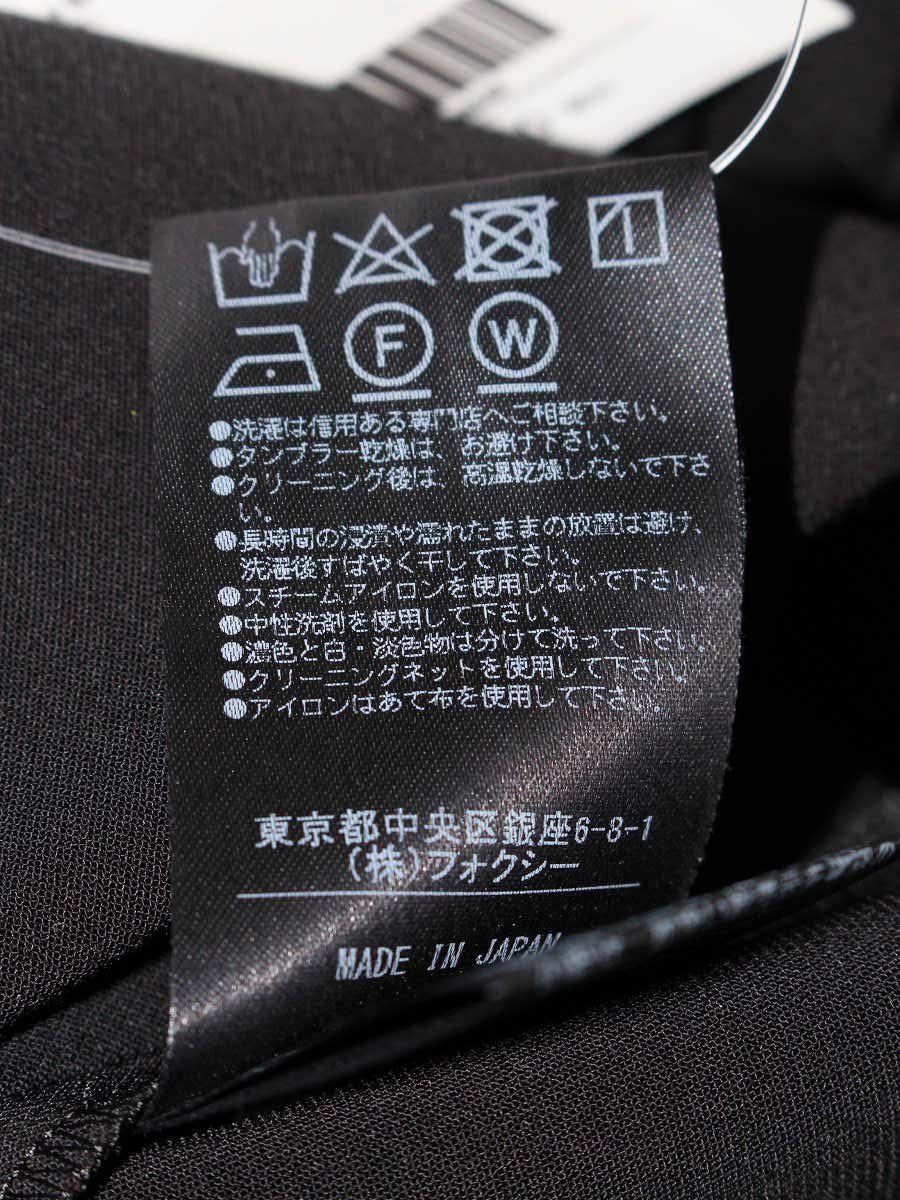 F W
●洗濯は信用ある専門店へご相談下さい。
●タンブラー乾燥は、お避け下さい。
●クリーニング後は、高温乾燥しないで下さ
い。
●長時間の浸漬や濡れたままの放置は避け、
洗濯後すばやく干して下さい。
●スチームアイロンを使用しないで下さい。
●中性洗剤を使用して下さい。
●濃色と白・淡色物は分けて洗って下さい。
●クリーニングネットを使用して下さい。
●アイロンはあて布を使用して下さい。
東京都中央区銀座6-8-1
(株)フォクシー
MADE IN JAPAN